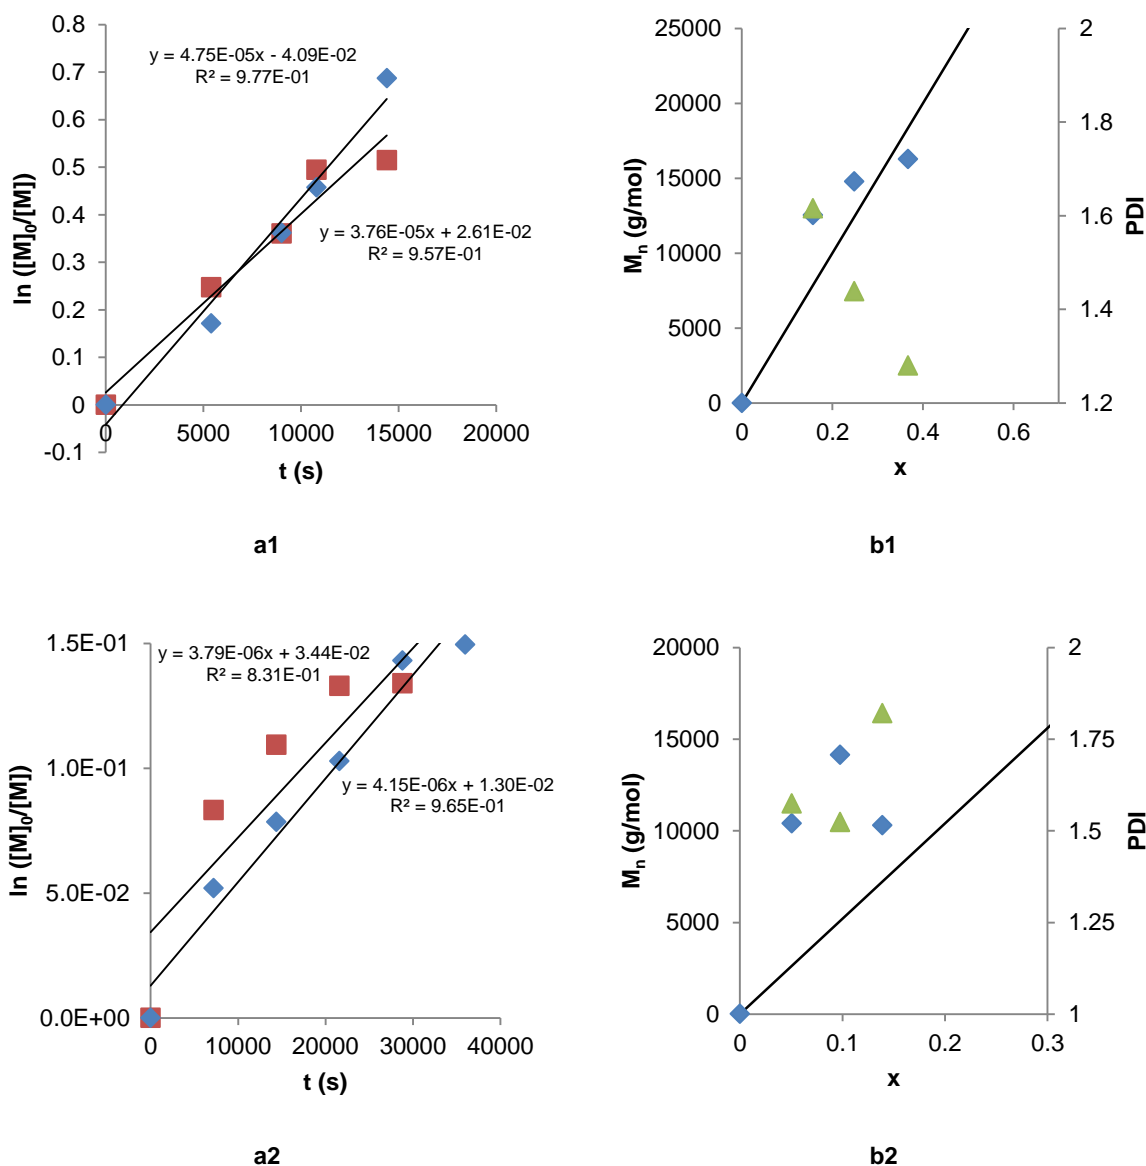 0.8
0.7
0.6
0.5
0.4
0.3
0.2
0.1
0
-0.1
ln ([M]₀/[M])
y = 4.75E-05x - 4.09E-02
R² = 9.77E-01
y = 3.76E-05x + 2.61E-02
R² = 9.57E-01
0 5000 10000 15000 20000
t (s)
a1
25000
20000
15000
10000
5000
0
Mₙ (g/mol)
2
1.8
1.6
1.4
1.2
PDI
0 0.2 0.4 0.6
x
b1
1.5E-01
1.0E-01
5.0E-02
0.0E+00
ln ([M]₀/[M])
y = 3.79E-06x + 3.44E-02
R² = 8.31E-01
y = 4.15E-06x + 1.30E-02
R² = 9.65E-01
0 10000 20000 30000 40000
t (s)
a2
20000
15000
10000
5000
0
Mₙ (g/mol)
2
1.75
1.5
1.25
1
PDI
0 0.1 0.2 0.3
x
b2